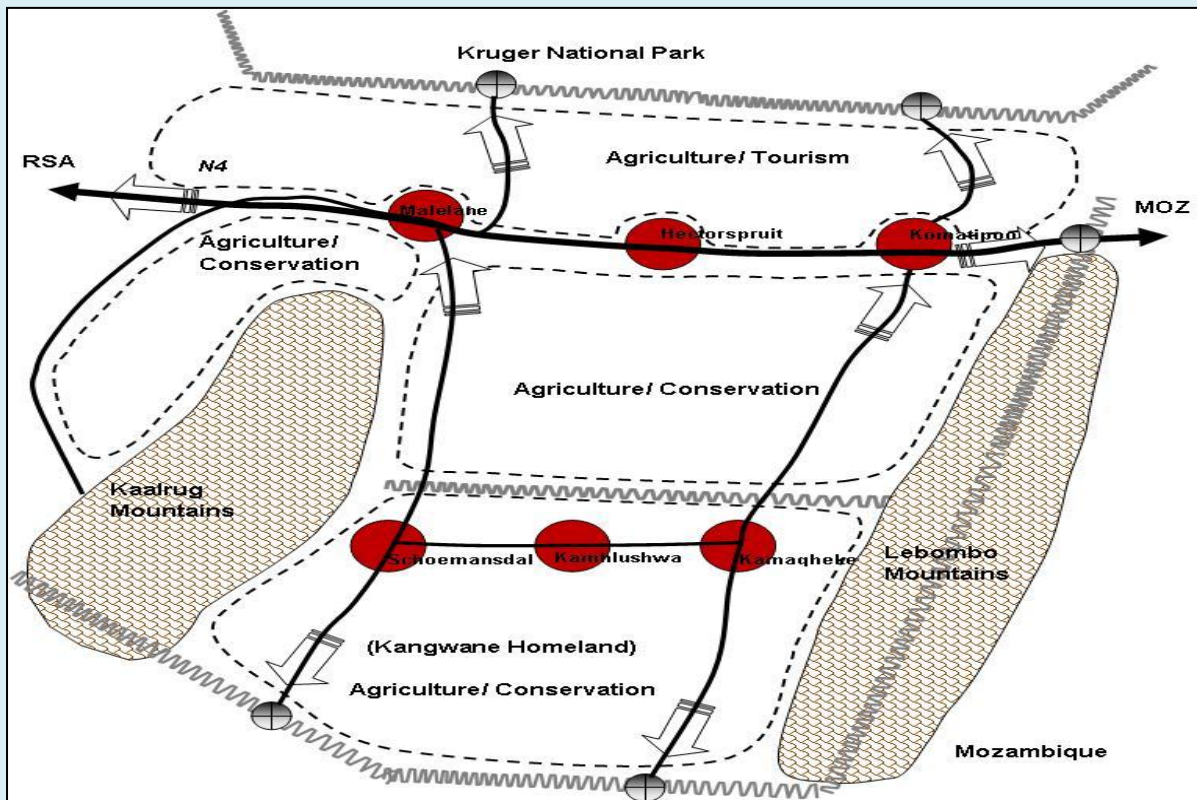 Kruger National Park
RSA
N4
Agriculture/ Tourism
MOZ
Malelane
Hectorspruit
Komatipoort
Agriculture/
Conservation
Agriculture/ Conservation
Kaalrug
Mountains
Schoemansdal
Kamhlushwa
Kamaqhekeza
Lebombo
Mountains
(Kangwane Homeland)
Agriculture/ Conservation
Mozambique